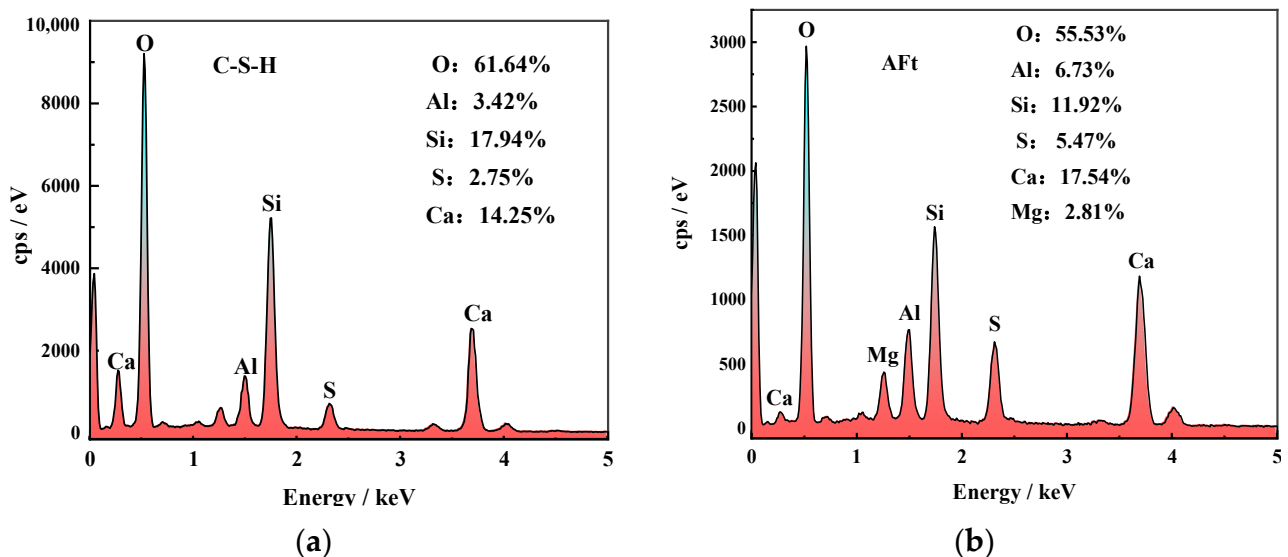 10,000
8000
6000
4000
2000
0
cps / eV
0 1 2 3 4 5
Energy / keV
C-S-H
O
Ca
Al
Si
S
Ca
O：61.64%
Al：3.42%
Si：17.94%
S：2.75%
Ca：14.25%
(a)
3000
2500
2000
1500
1000
500
0
cps / eV
0 1 2 3 4 5
Energy / keV
AFt
O
Ca
Mg
Al
Si
S
Ca
O：55.53%
Al：6.73%
Si：11.92%
S：5.47%
Ca：17.54%
Mg：2.81%
(b)